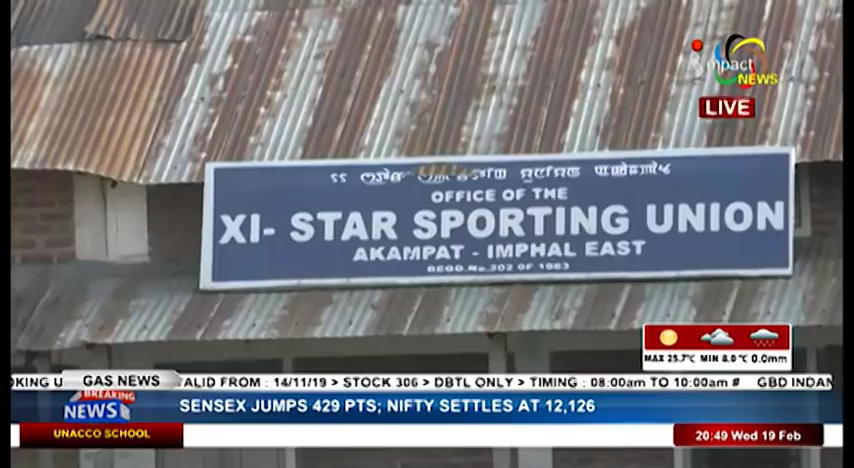 impact
NEWS
LIVE
OFFICE OF THE
XI- STAR SPORTING UNION
AKAMPAT - IMPHAL EAST
REGD.No.202 OF 1983
MAX 25.7°C MIN 8.0°C 0.0mm
OKING U GAS NEWS ALID FROM : 14/11/19 > STOCK 306 > DBTL ONLY > TIMING : 08:00am TO 10:00am # GBD INDAN
BREAKING
NEWS SENSEX JUMPS 429 PTS; NIFTY SETTLES AT 12,126
UNACCO SCHOOL 20:49 Wed 19 Feb